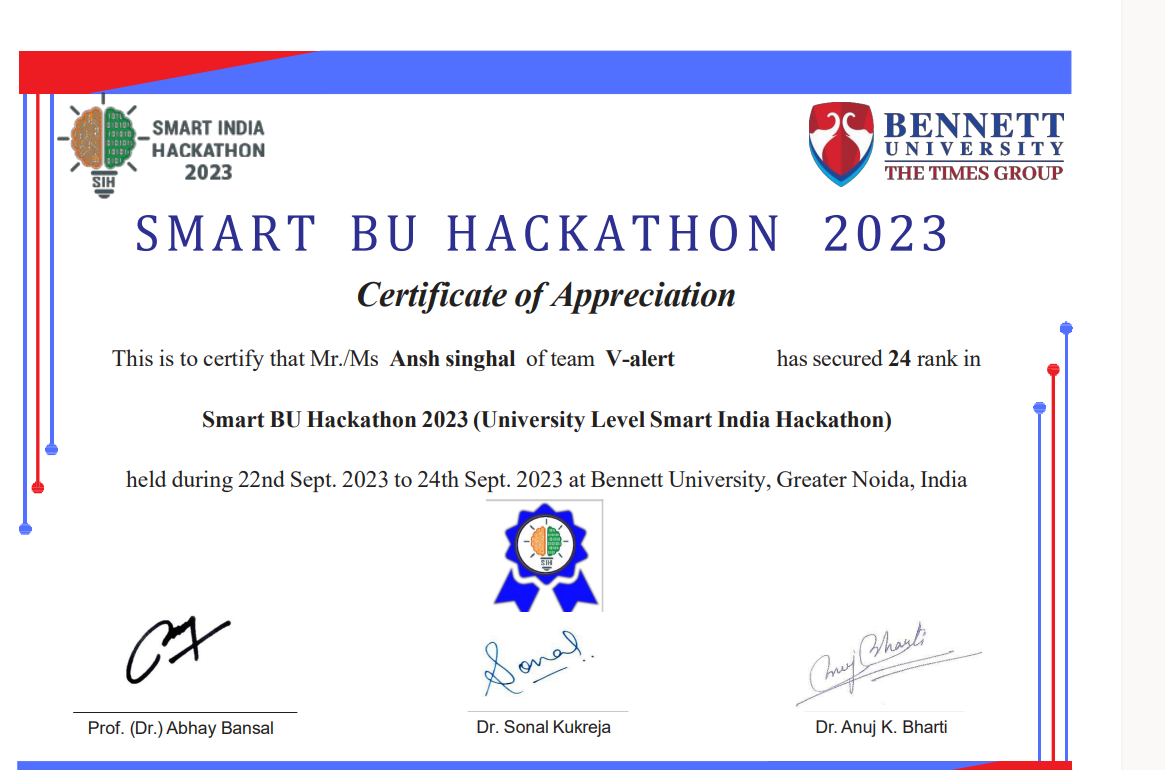 SMART INDIA
HACKATHON
2023
SIH
BENNETT
UNIVERSITY
THE TIMES GROUP
SMART BU HACKATHON 2023
Certificate of Appreciation
This is to certify that Mr./Ms Ansh singhal of team V-alert has secured 24 rank in
Smart BU Hackathon 2023 (University Level Smart India Hackathon)
held during 22nd Sept. 2023 to 24th Sept. 2023 at Bennett University, Greater Noida, India
SIH
Sonal
Anuj Bharti
Prof. (Dr.) Abhay Bansal
Dr. Sonal Kukreja
Dr. Anuj K. Bharti